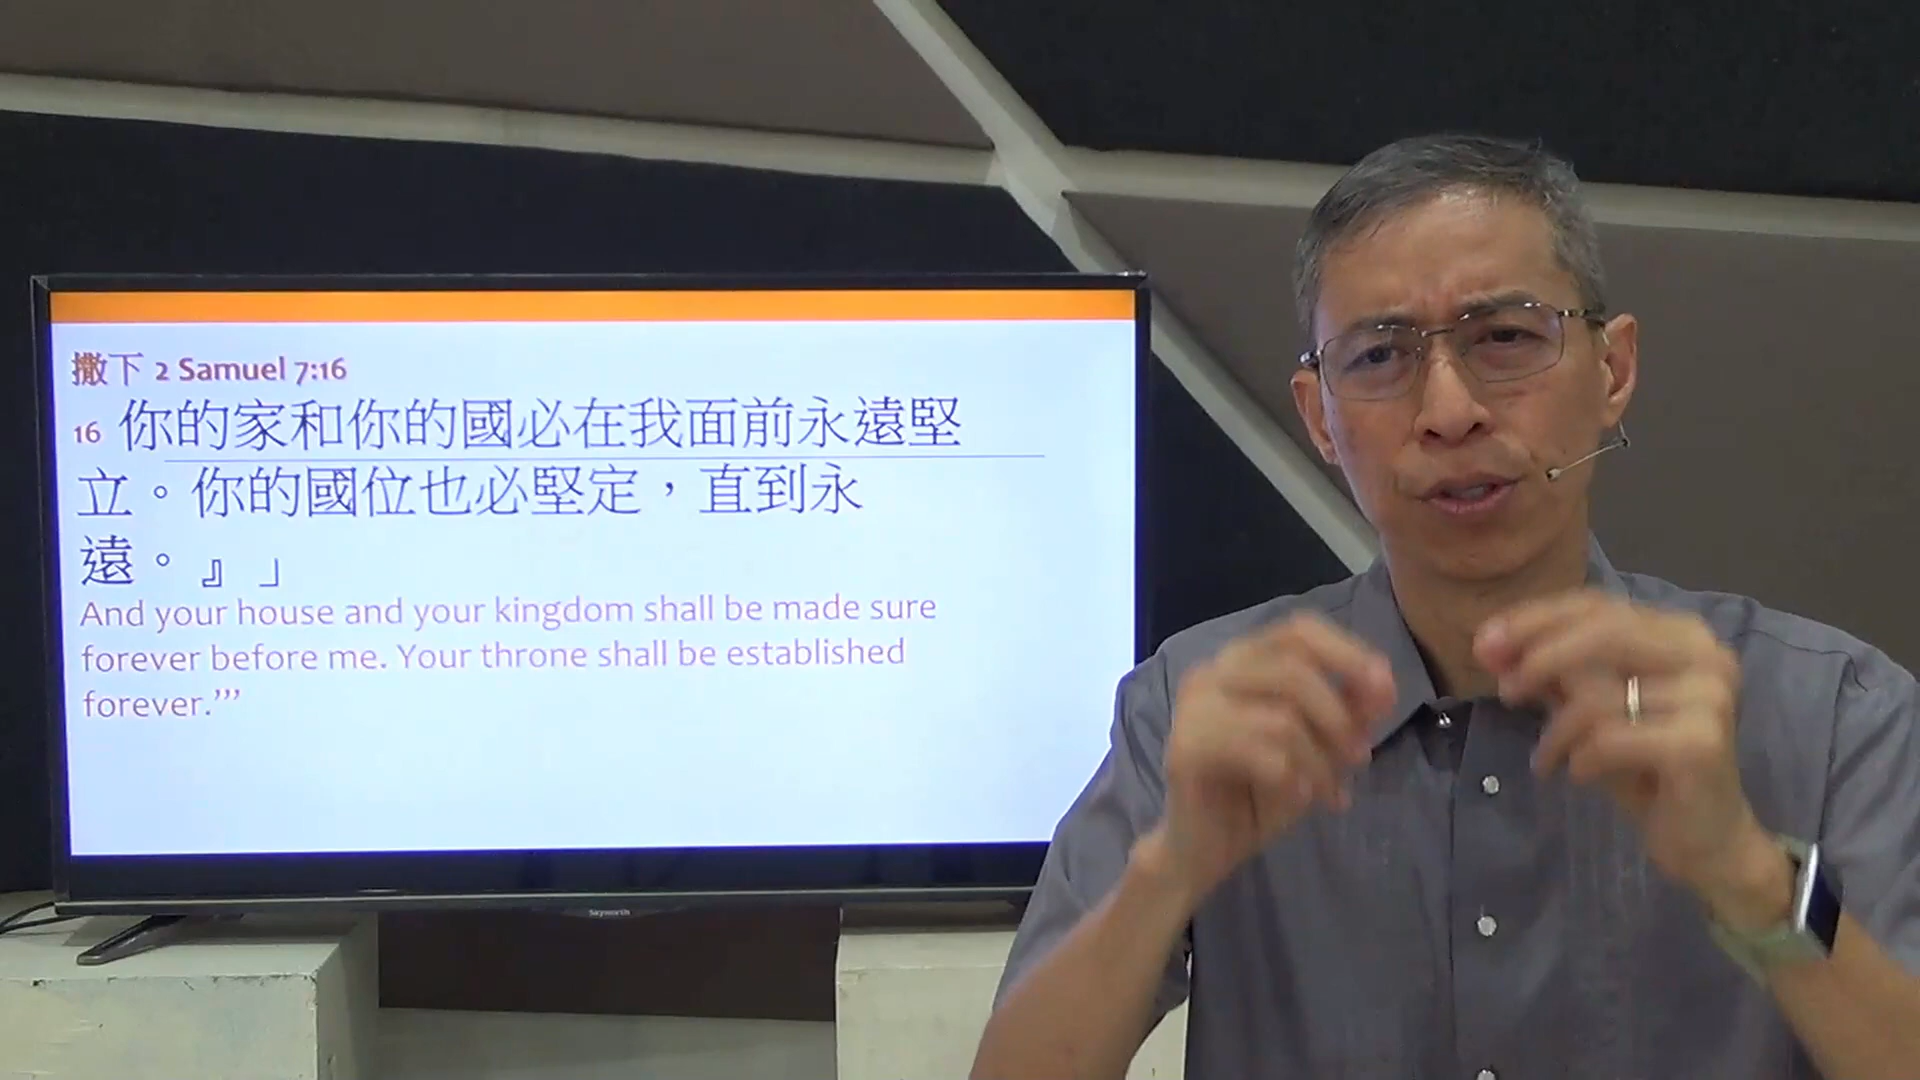 撒下 2 Samuel 7:16
16 你的家和你的國必在我面前永遠堅
立。你的國位也必堅定，直到永
遠。』」
And your house and your kingdom shall be made sure
forever before me. Your throne shall be established
forever.’”
Skyworth